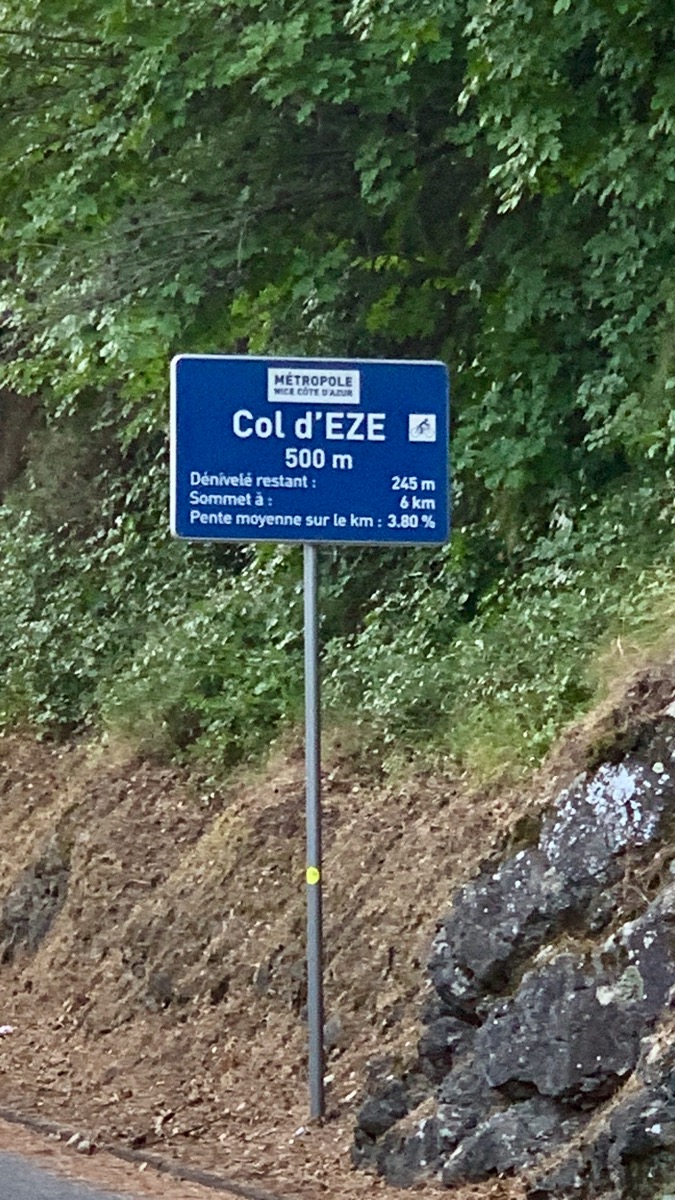 MÉTROPOLE
NICE CÔTE D'AZUR
Col d'EZE
500 m
Dénivelé restant : 245 m
Sommet à : 6 km
Pente moyenne sur le km : 3.80 %